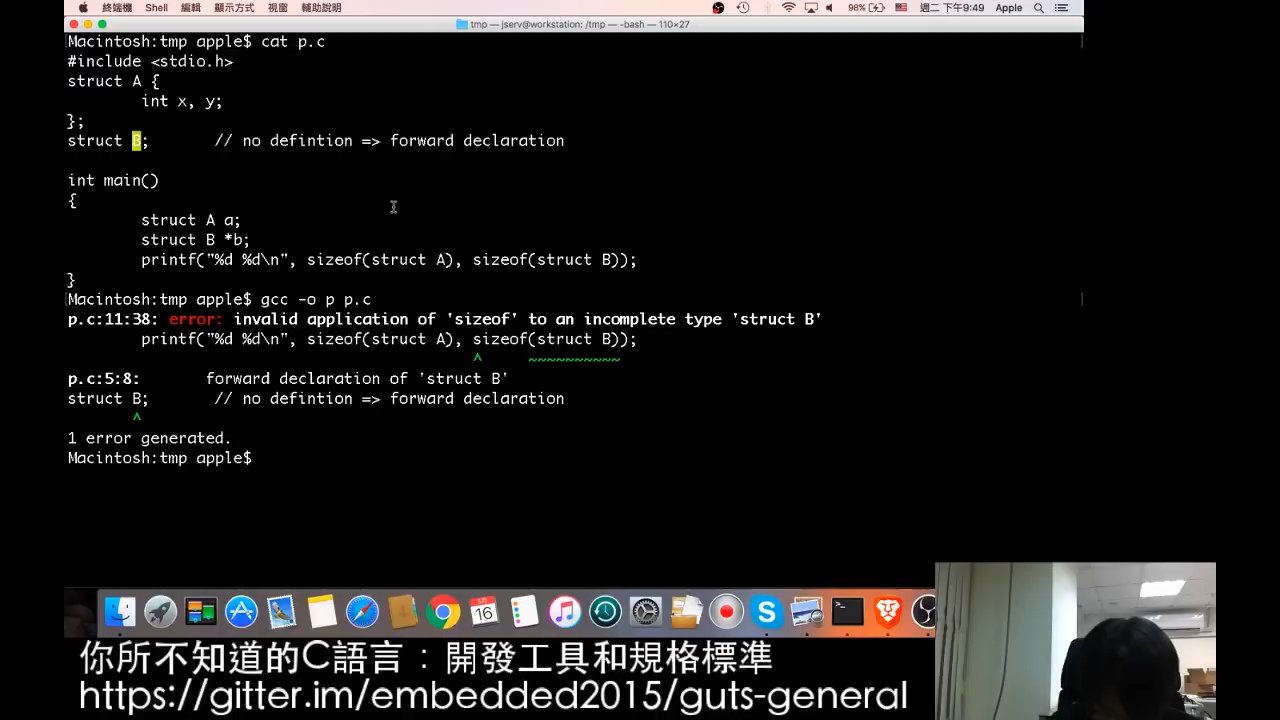 終端機 Shell 編輯 顯示方式 視窗 輔助說明 98% 週二 下午9:49 Apple
tmp — jserv@workstation: /tmp — -bash — 110×27
Macintosh:tmp apple$ cat p.c
#include <stdio.h>
struct A {
int x, y;
};
struct B; // no defintion => forward declaration
int main()
{
struct A a;
struct B *b;
printf("%d %d\n", sizeof(struct A), sizeof(struct B));
}
Macintosh:tmp apple$ gcc -o p p.c
p.c:11:38: error: invalid application of 'sizeof' to an incomplete type 'struct B'
printf("%d %d\n", sizeof(struct A), sizeof(struct B));
^ ~~~~~~~~~~
p.c:5:8: forward declaration of 'struct B'
struct B; // no defintion => forward declaration
^
1 error generated.
Macintosh:tmp apple$
16
你所不知道的C語言：開發工具和規格標準
https://gitter.im/embedded2015/guts-general